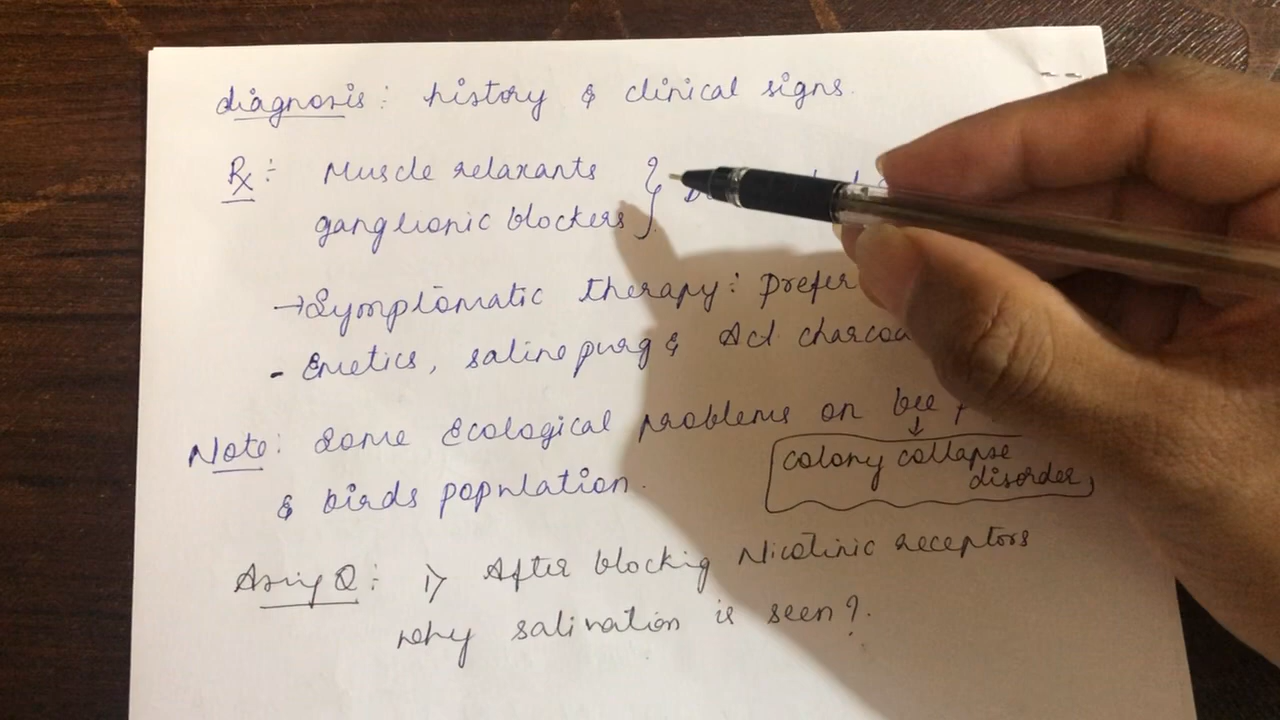 diagnosis: history & clinical signs.
Rx: Muscle relaxants
ganglionic blockers
→ Symptomatic therapy: prefer
- Emetics, saline purg & Act charcoa
Note: Some Ecological problems on bee
& birds population.
colony collapse
disorder
Assing Q: 1) After blocking Nicotinic receptors
why salivation is seen?